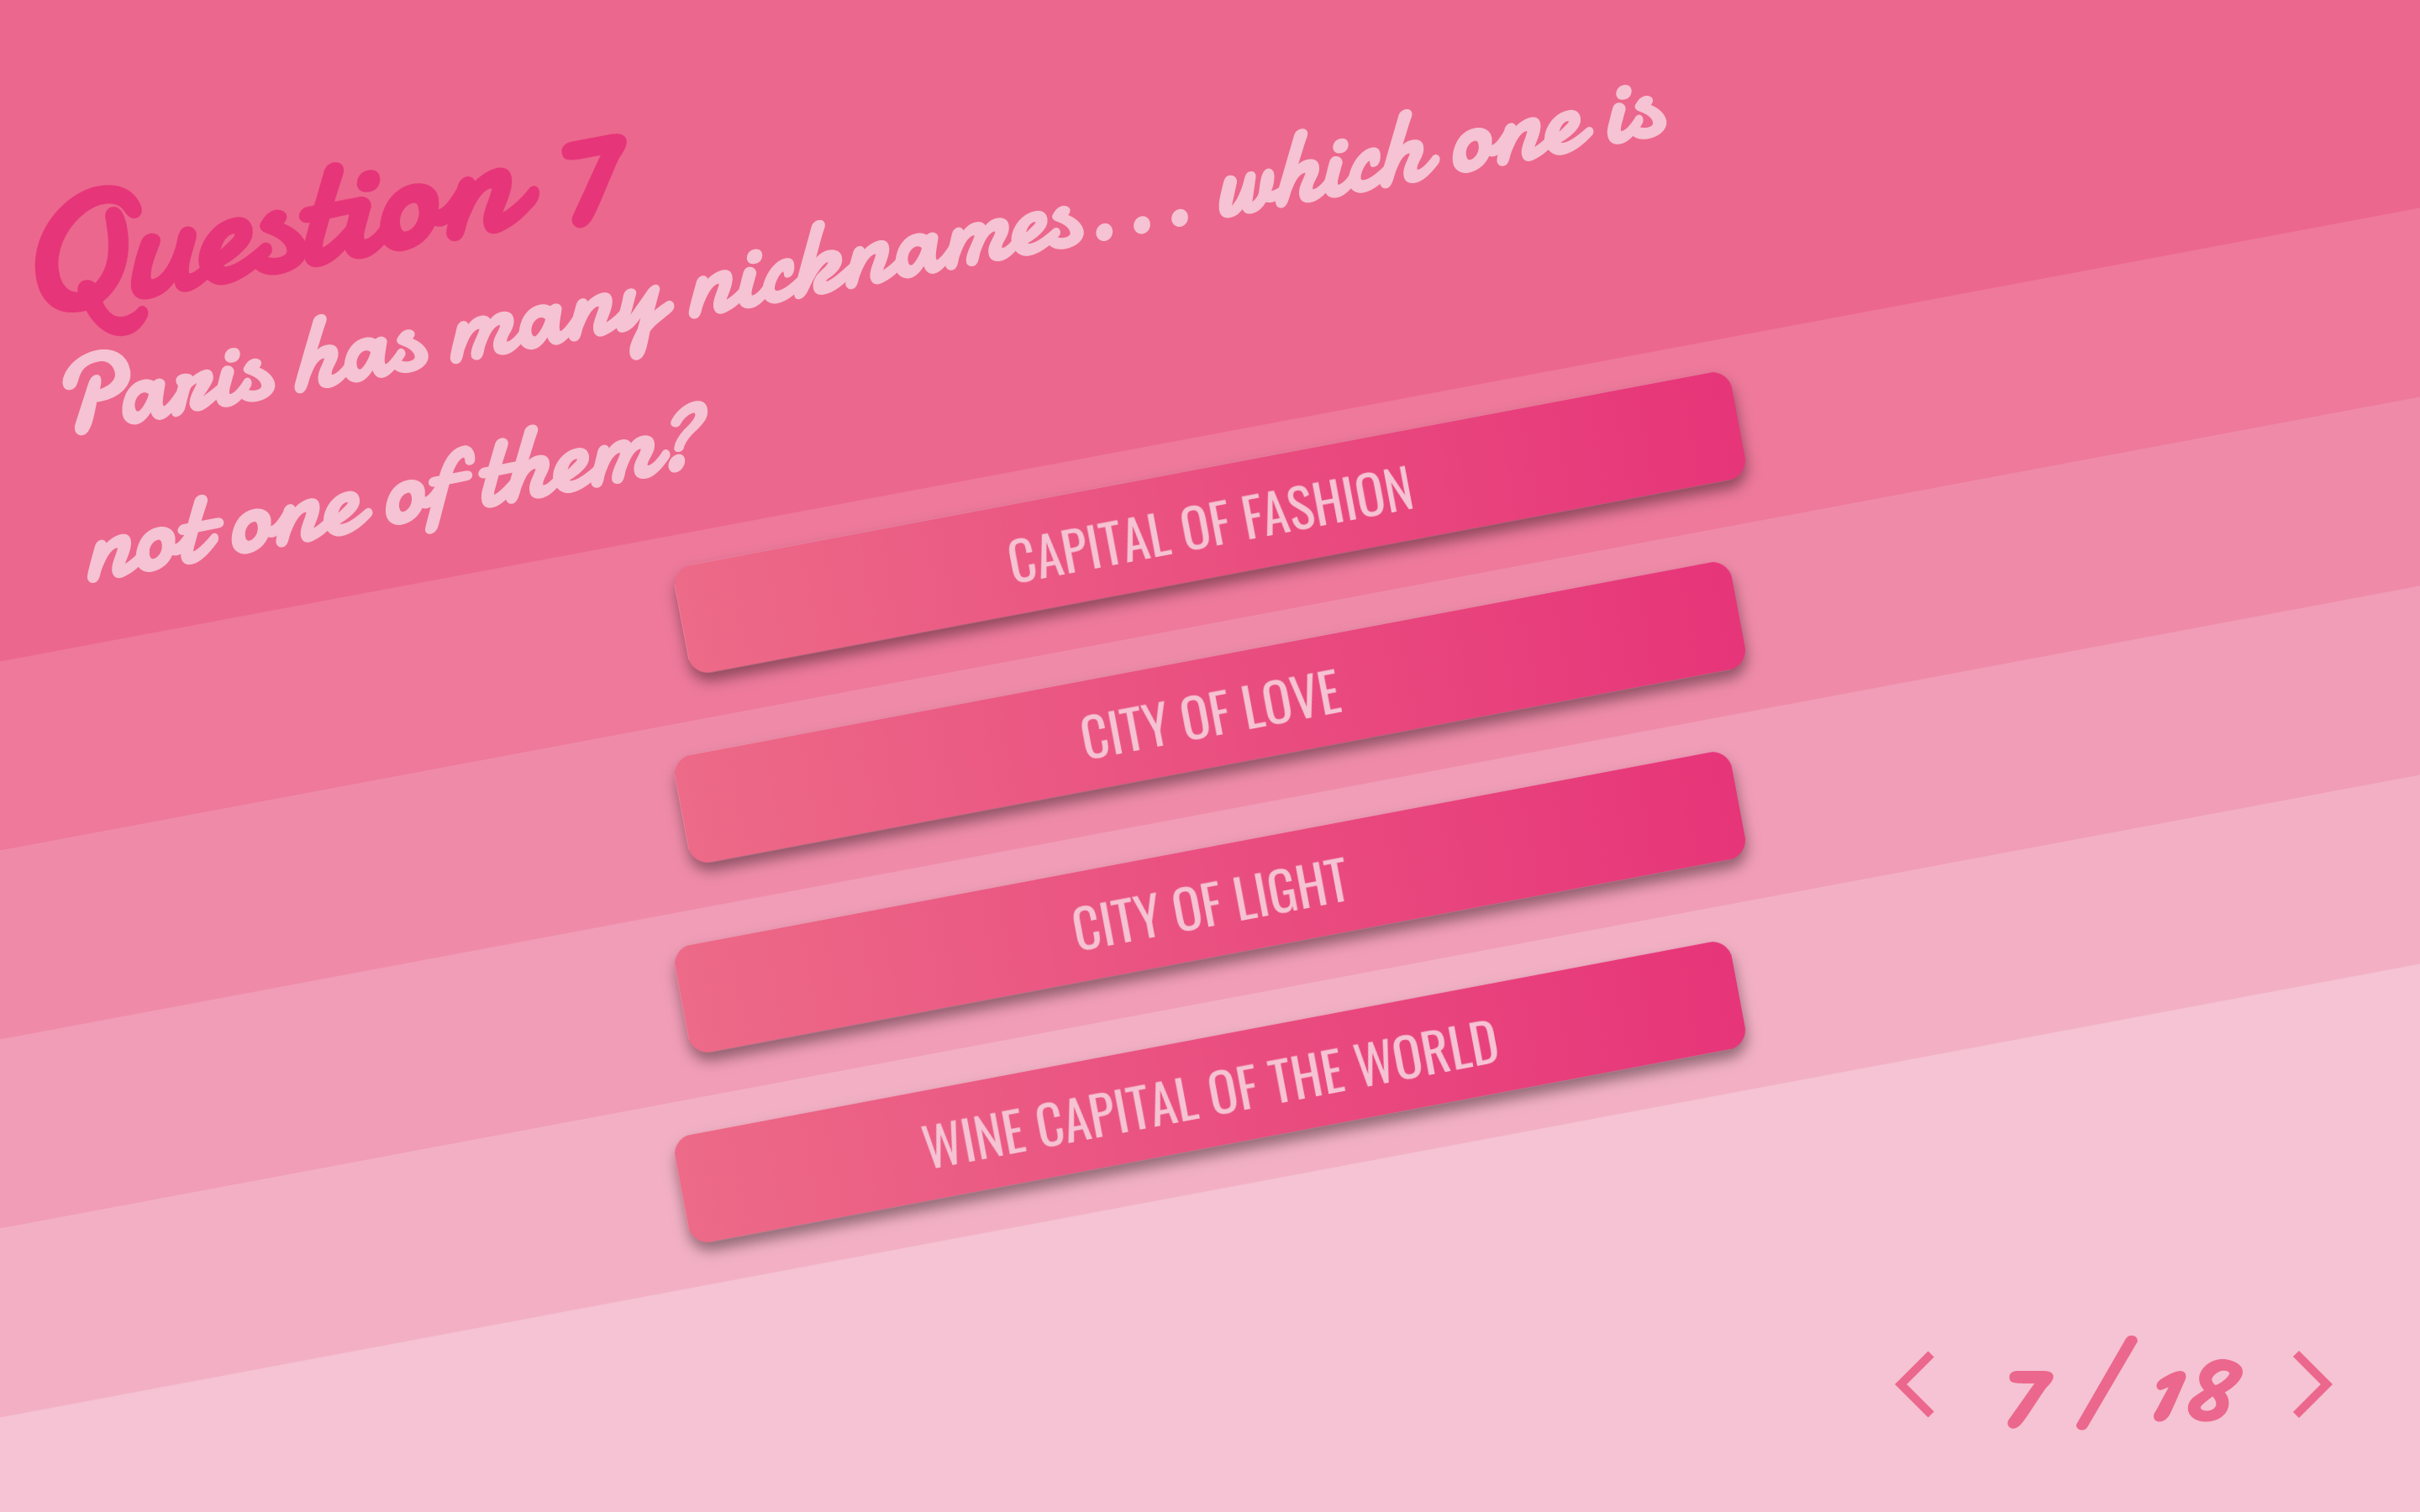 Question 7
Paris has many nicknames... which one is
not one of them?
CAPITAL OF FASHION
CITY OF LOVE
CITY OF LIGHT
WINE CAPITAL OF THE WORLD
7/18